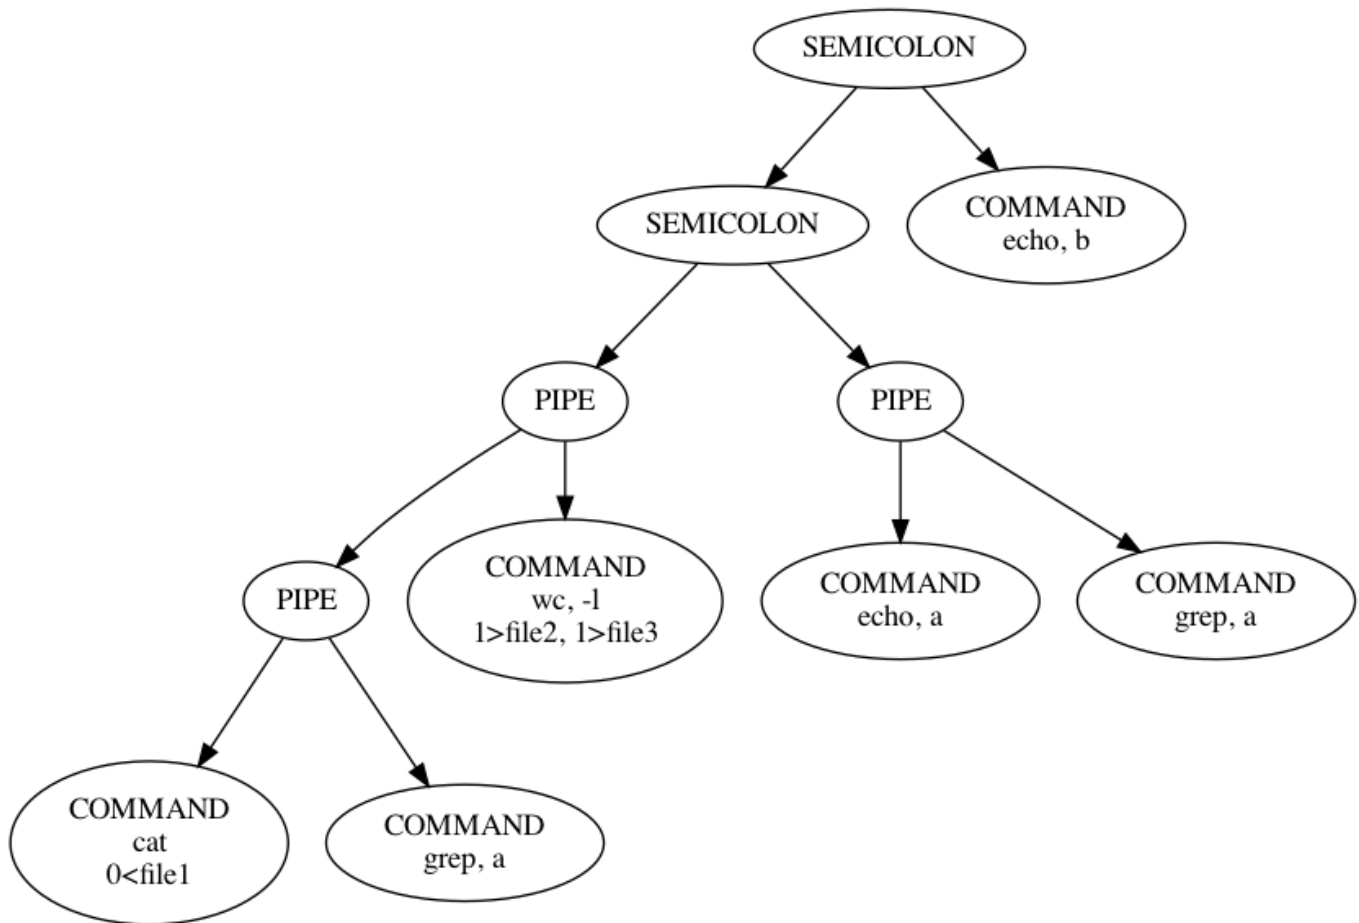 SEMICOLON
SEMICOLON
COMMAND
echo, b
PIPE
PIPE
PIPE
COMMAND
wc, -l
1>file2, 1>file3
COMMAND
echo, a
COMMAND
grep, a
COMMAND
cat
0<file1
COMMAND
grep, a